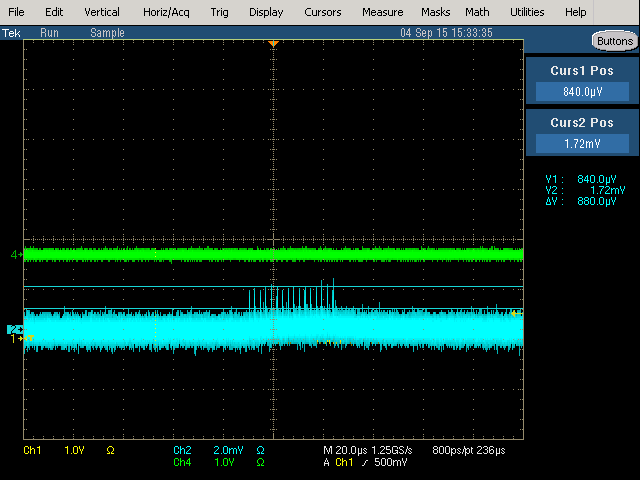 File Edit Vertical Horiz/Acq Trig Display Cursors Measure Masks Math Utilities Help
Tek Run Sample 04 Sep 15 15:33:35 Buttons
Curs1 Pos
840.0µV
Curs2 Pos
1.72mV
V1 : 840.0µV
V2 : 1.72mV
ΔV : 880.0µV
4
2
1
Ch1 1.0V Ω Ch2 2.0mV Ω M 20.0µs 1.25GS/s 800ps/pt 236µs
Ch4 1.0V Ω A Ch1 ∕ 500mV